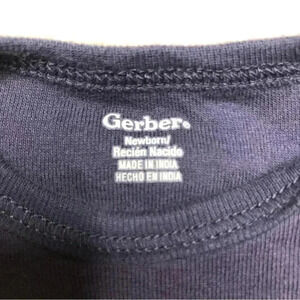 Gerber®
Newborn/
Recién Nacido
MADE IN INDIA
HECHO EN INDIA